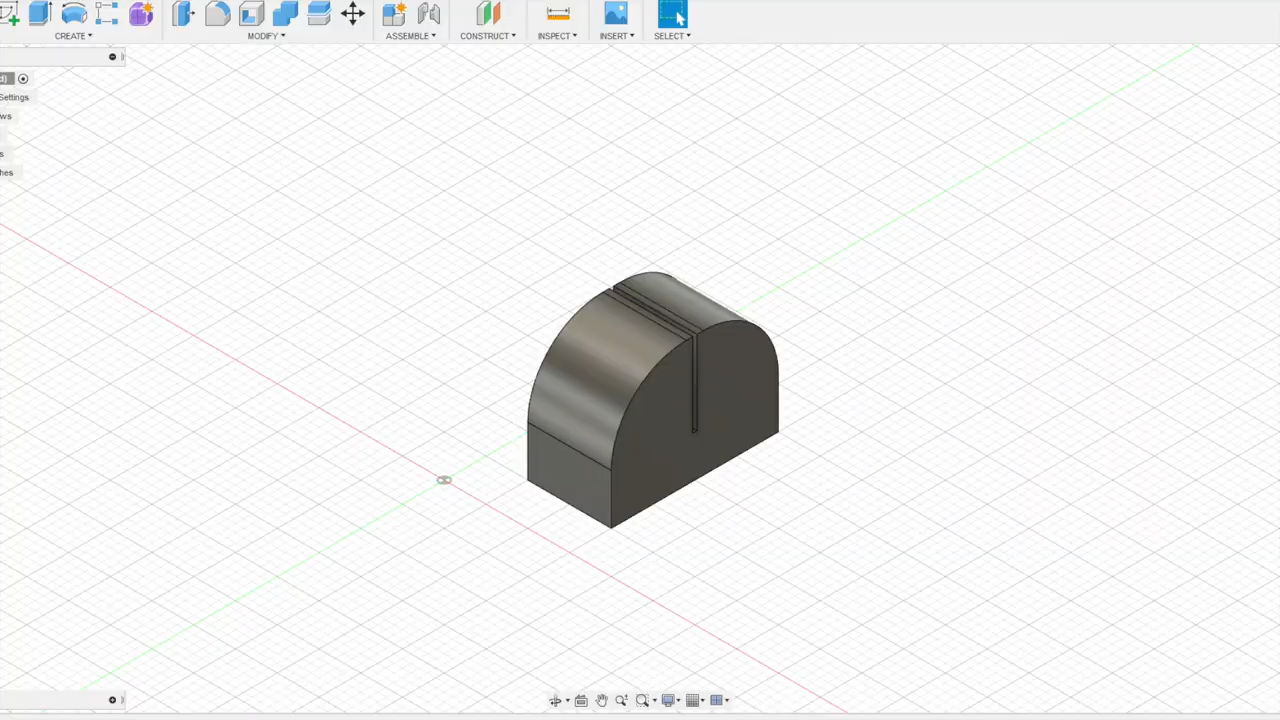 CREATE MODIFY ASSEMBLE CONSTRUCT INSPECT INSERT SELECT
d)
Settings
ws
s
hes